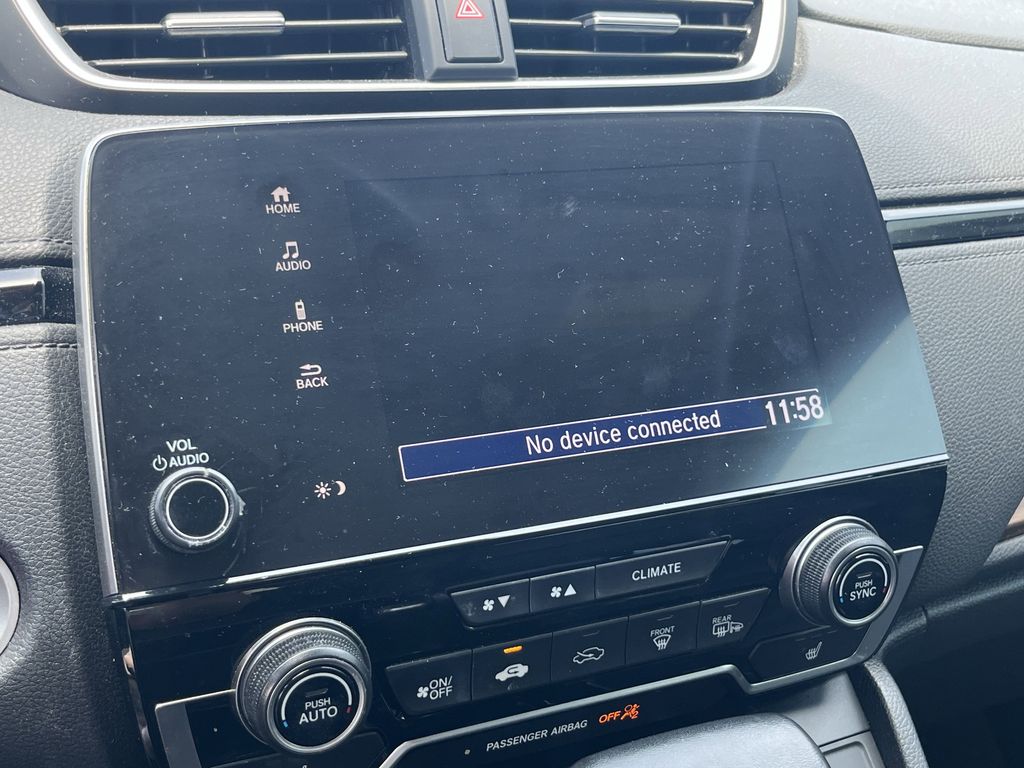 HOME
AUDIO
PHONE
BACK
VOL
AUDIO
No device connected 11:58
CLIMATE
PUSH
SYNC
ON/
OFF
FRONT
REAR
PUSH
AUTO
PASSENGER AIRBAG OFF